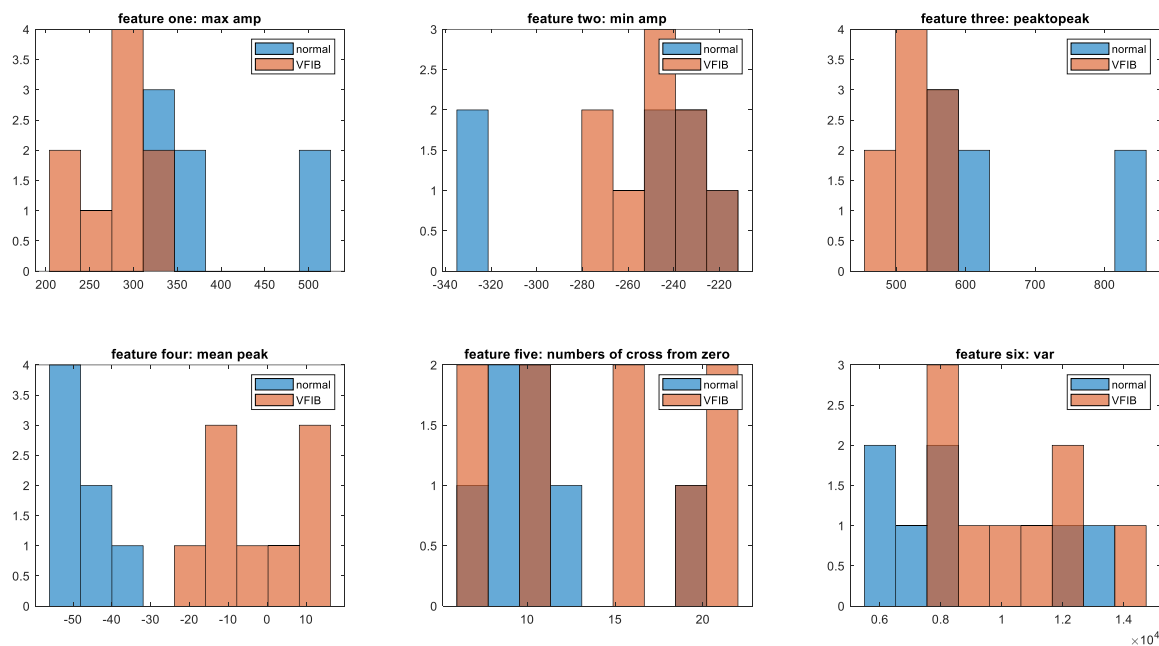 feature one: max amp
4
3.5
3
2.5
2
1.5
1
0.5
0
200 250 300 350 400 450 500
normal
VFIB
feature two: min amp
3
2.5
2
1.5
1
0.5
0
-340 -320 -300 -280 -260 -240 -220
normal
VFIB
feature three: peaktopeak
4
3.5
3
2.5
2
1.5
1
0.5
0
500 600 700 800
normal
VFIB
feature four: mean peak
4
3.5
3
2.5
2
1.5
1
0.5
0
-50 -40 -30 -20 -10 0 10
normal
VFIB
feature five: numbers of cross from zero
2
1.5
1
0.5
0
10 15 20
normal
VFIB
feature six: var
3
2.5
2
1.5
1
0.5
0
0.6 0.8 1 1.2 1.4
×10⁴
normal
VFIB